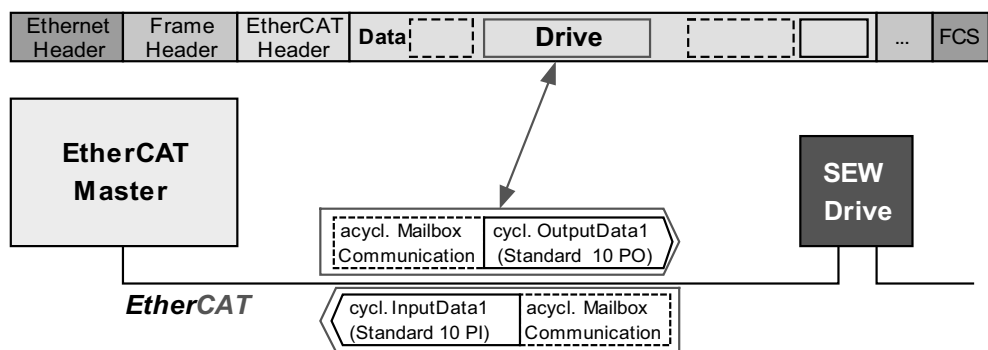 Ethernet Header
Frame Header
EtherCAT Header
Data
Drive
...
FCS
EtherCAT
Master
SEW
Drive
acycl. Mailbox
Communication
cycl. OutputData1
(Standard 10 PO)
EtherCAT
cycl. InputData1
(Standard 10 PI)
acycl. Mailbox
Communication